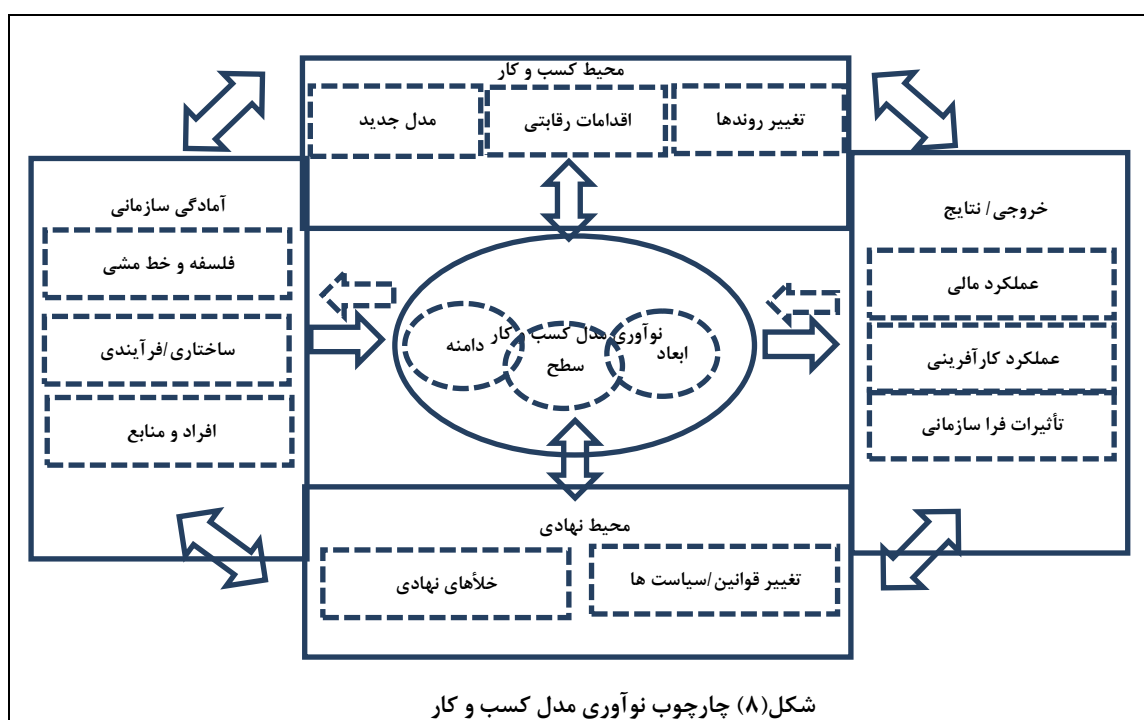 محیط کسب و کار
تغییر روندها
اقدامات رقابتی
مدل جدید
خروجی/ نتایج
عملکرد مالی
عملکرد کارآفرینی
تأثیرات فرا سازمانی
نوآوری مدل کسب و کار
ابعاد
سطح
دامنه
آمادگی سازمانی
فلسفه و خط مشی
ساختاری/فرآیندی
افراد و منابع
محیط نهادی
تغییر قوانین/سیاست ها
خلأهای نهادی
شکل(۸) چارچوب نوآوری مدل کسب و کار